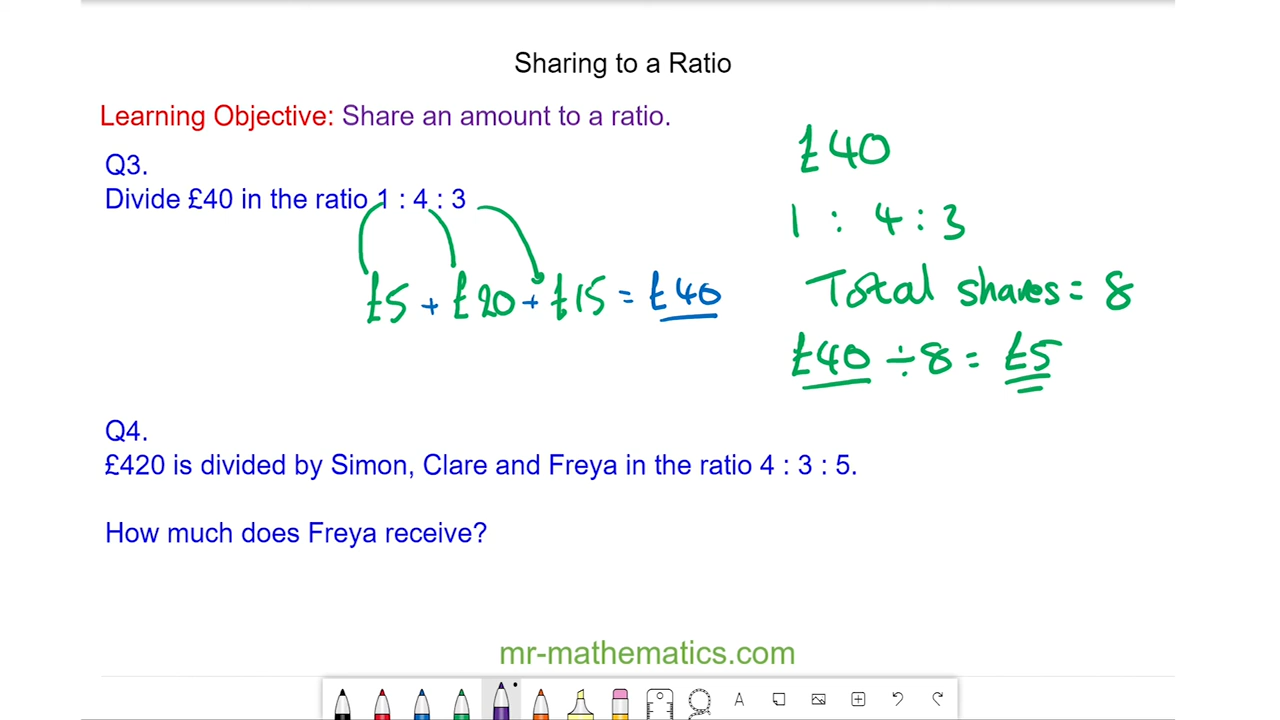 Sharing to a Ratio
Learning Objective: Share an amount to a ratio.
Q3.
Divide £40 in the ratio 1 : 4 : 3
£5 + £20 + £15 = £40
£40
1 : 4 : 3
Total shares = 8
£40 ÷ 8 = £5
Q4.
£420 is divided by Simon, Clare and Freya in the ratio 4 : 3 : 5.
How much does Freya receive?
mr-mathematics.com
A